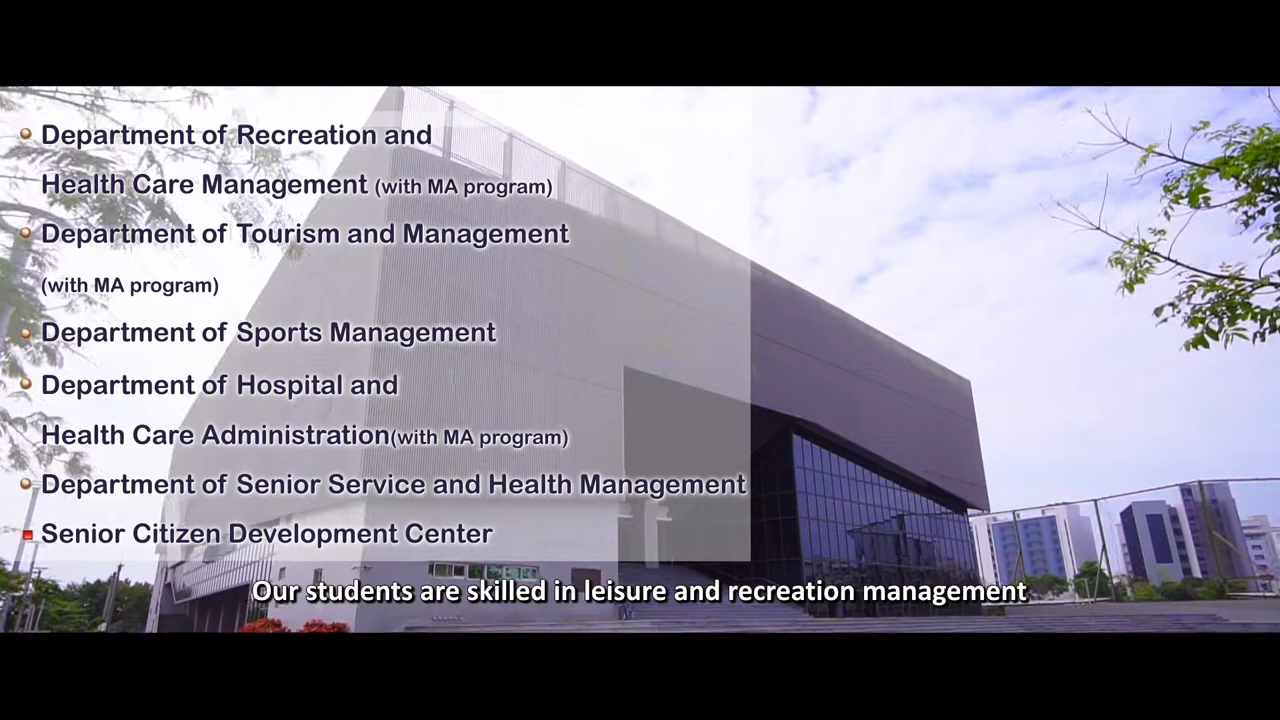 Department of Recreation and
Health Care Management (with MA program)
Department of Tourism and Management
(with MA program)
Department of Sports Management
Department of Hospital and
Health Care Administration(with MA program)
Department of Senior Service and Health Management
Senior Citizen Development Center
Our students are skilled in leisure and recreation management